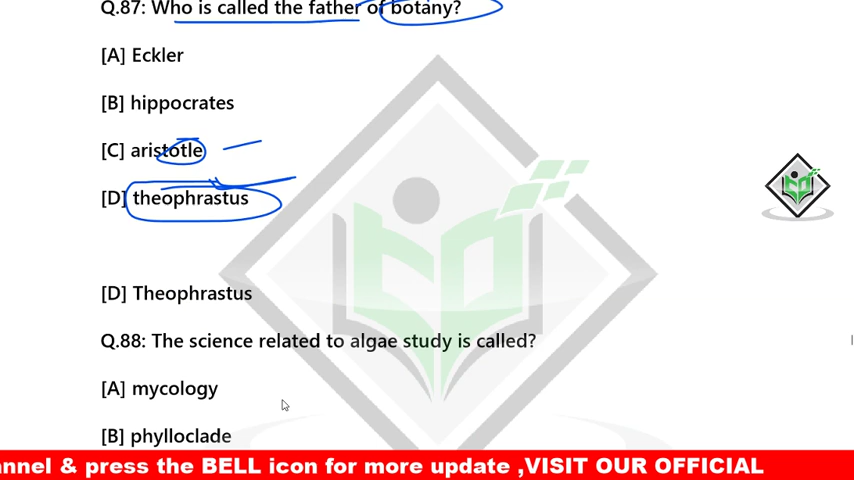 Q.87: Who is called the father of botany?
[A] Eckler
[B] hippocrates
[C] aristotle
[D] theophrastus
[D] Theophrastus
Q.88: The science related to algae study is called?
[A] mycology
[B] phylloclade
nnel & press the BELL icon for more update ,VISIT OUR OFFICIAL